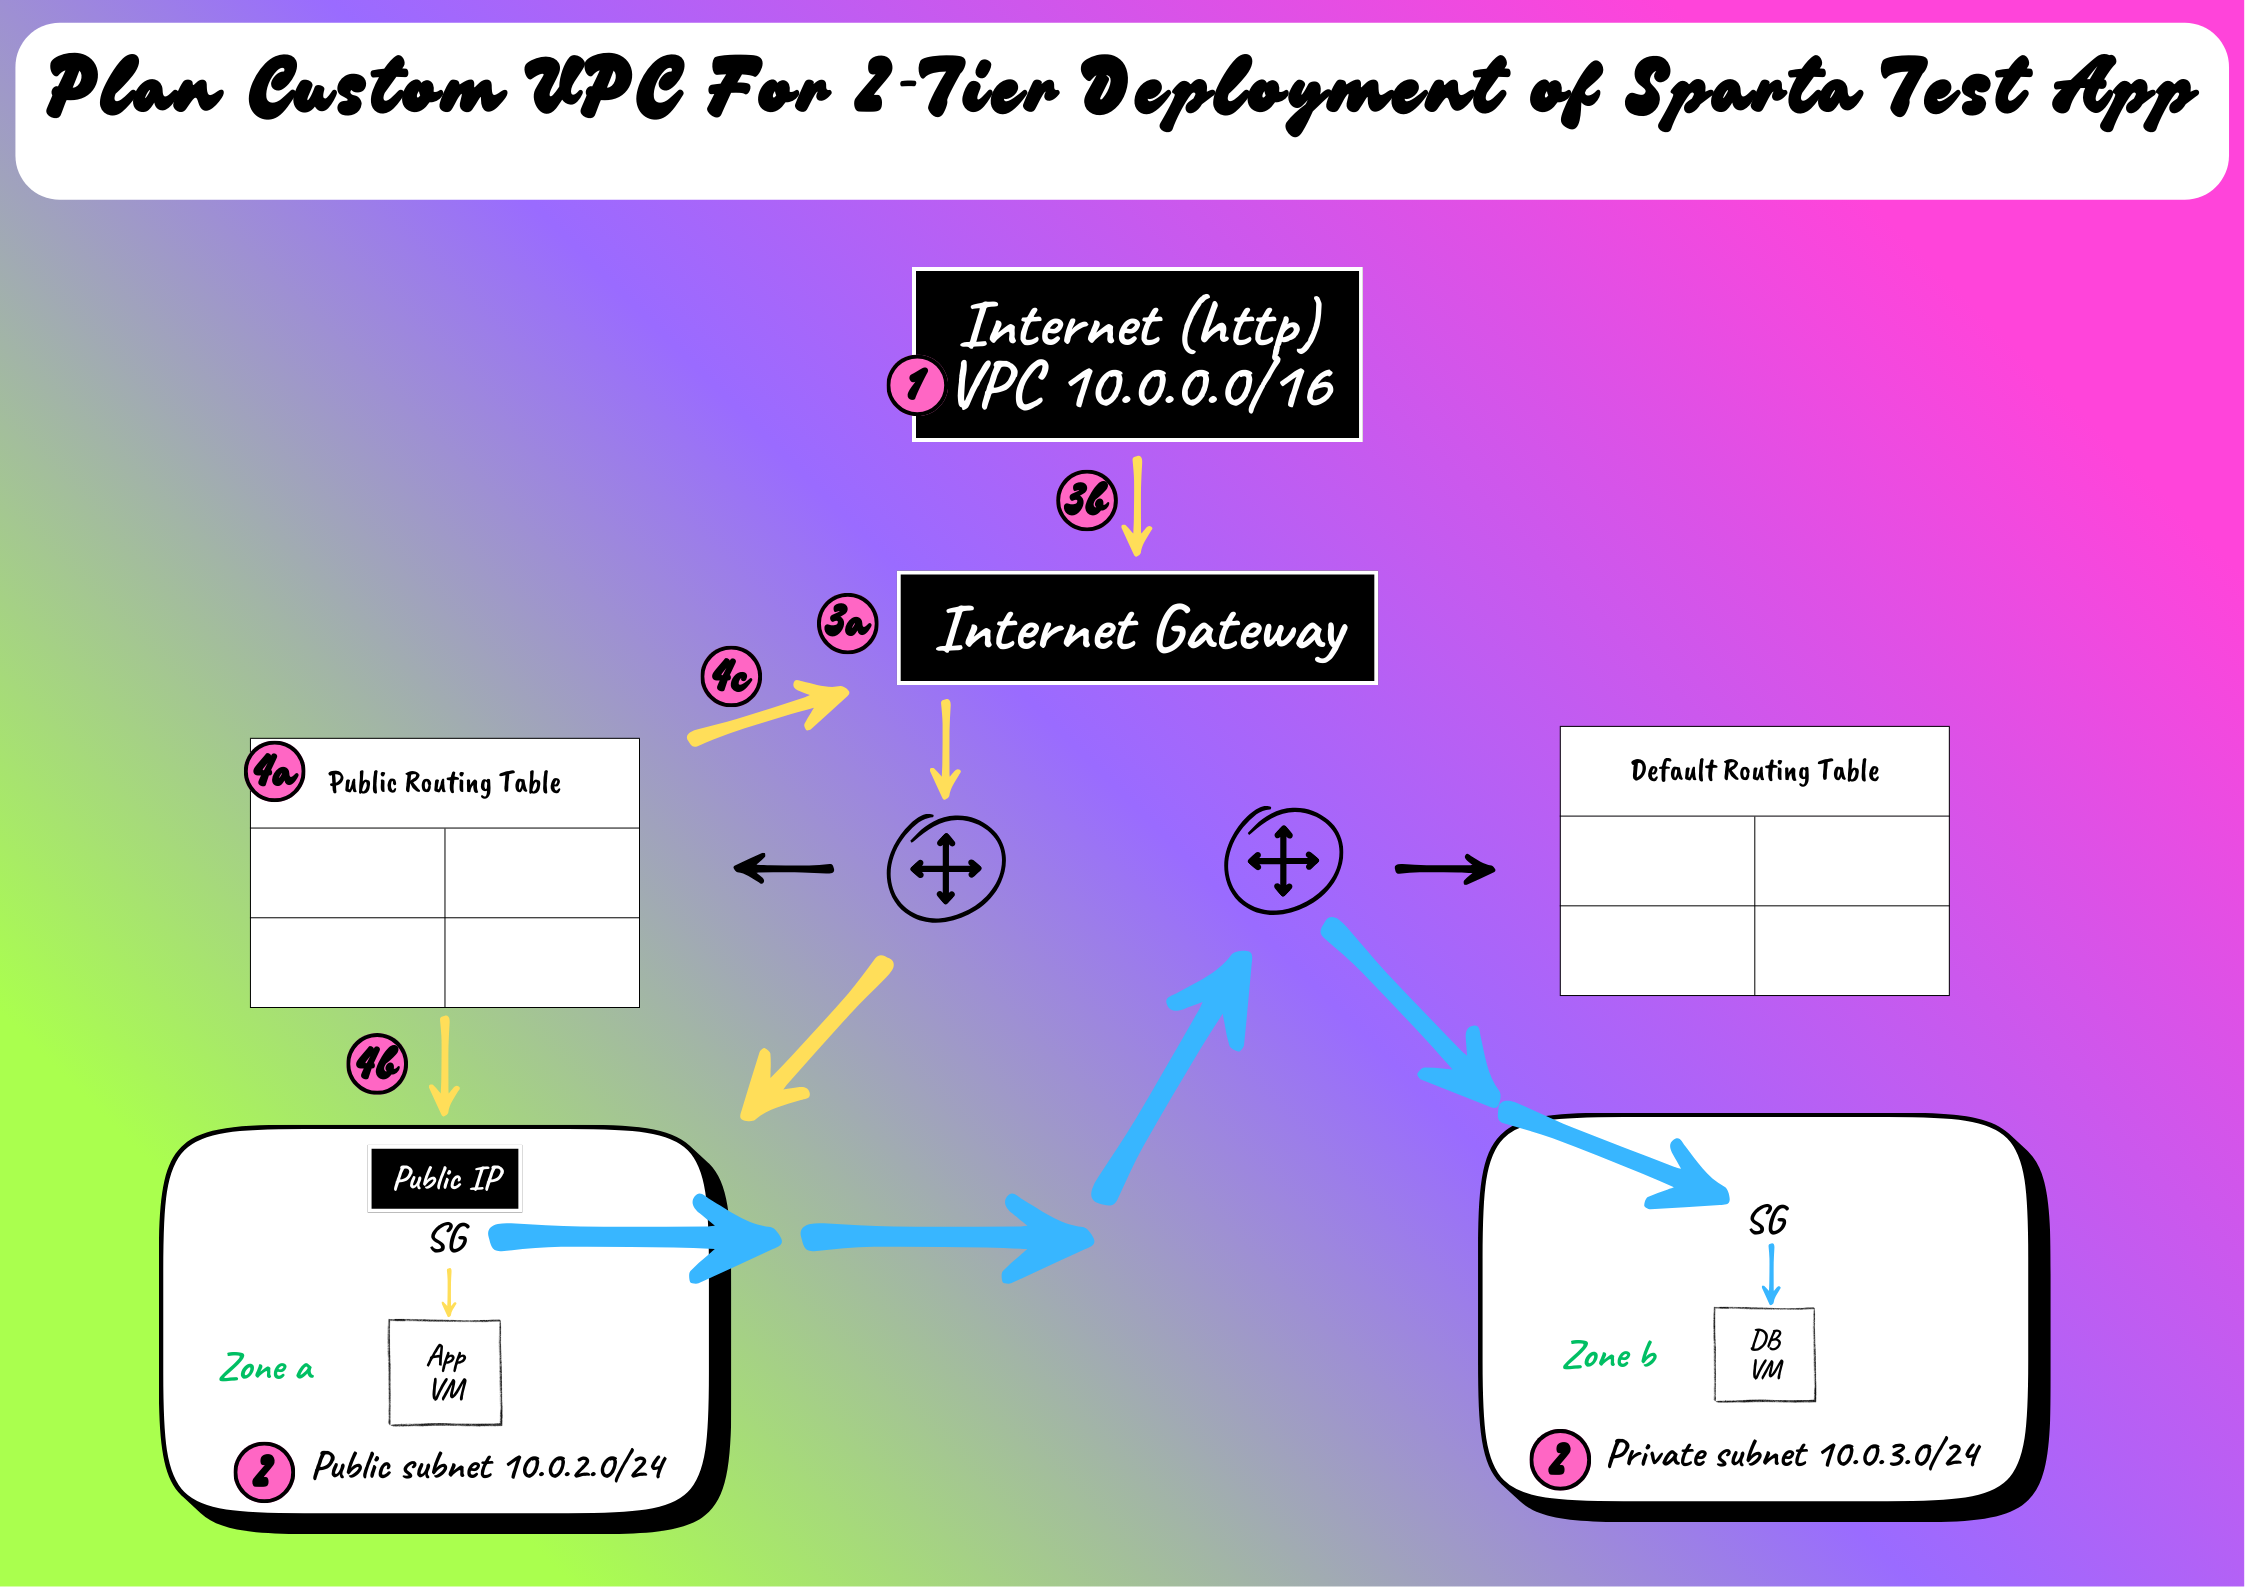 Plan Custom VPC For 2-Tier Deployment of Sparta Test App
Internet (http)
1
VPC 10.0.0.0/16
3b
3a
Internet Gateway
4c
4a
Public Routing Table
Default Routing Table
4b
Public IP
SG
App
VM
Zone a
2
Public subnet 10.0.2.0/24
SG
DB
VM
Zone b
2
Private subnet 10.0.3.0/24